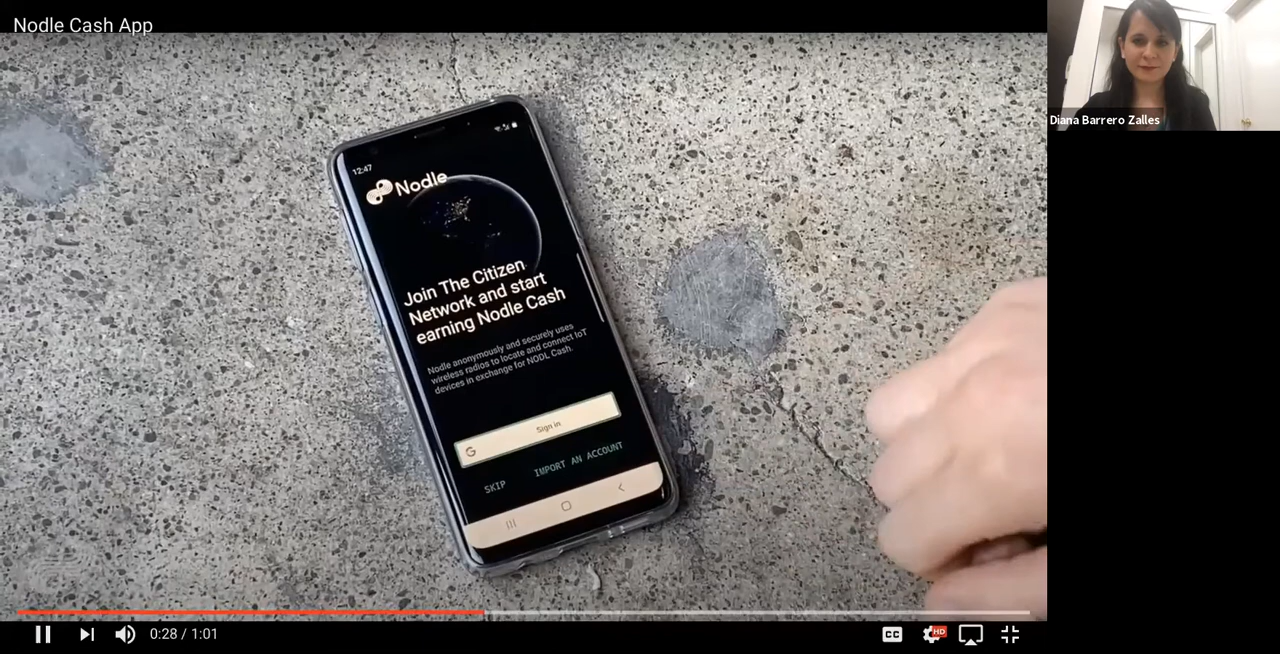 Nodle Cash App
Diana Barrero Zalles
12:47
Nodle
Join The Citizen
Network and start
earning Nodle Cash
Nodle anonymously and securely uses
wireless radios to locate and connect IoT
devices in exchange for NODL Cash.
G Sign in
SKIP IMPORT AN ACCOUNT
0:28 / 1:01
CC
HD